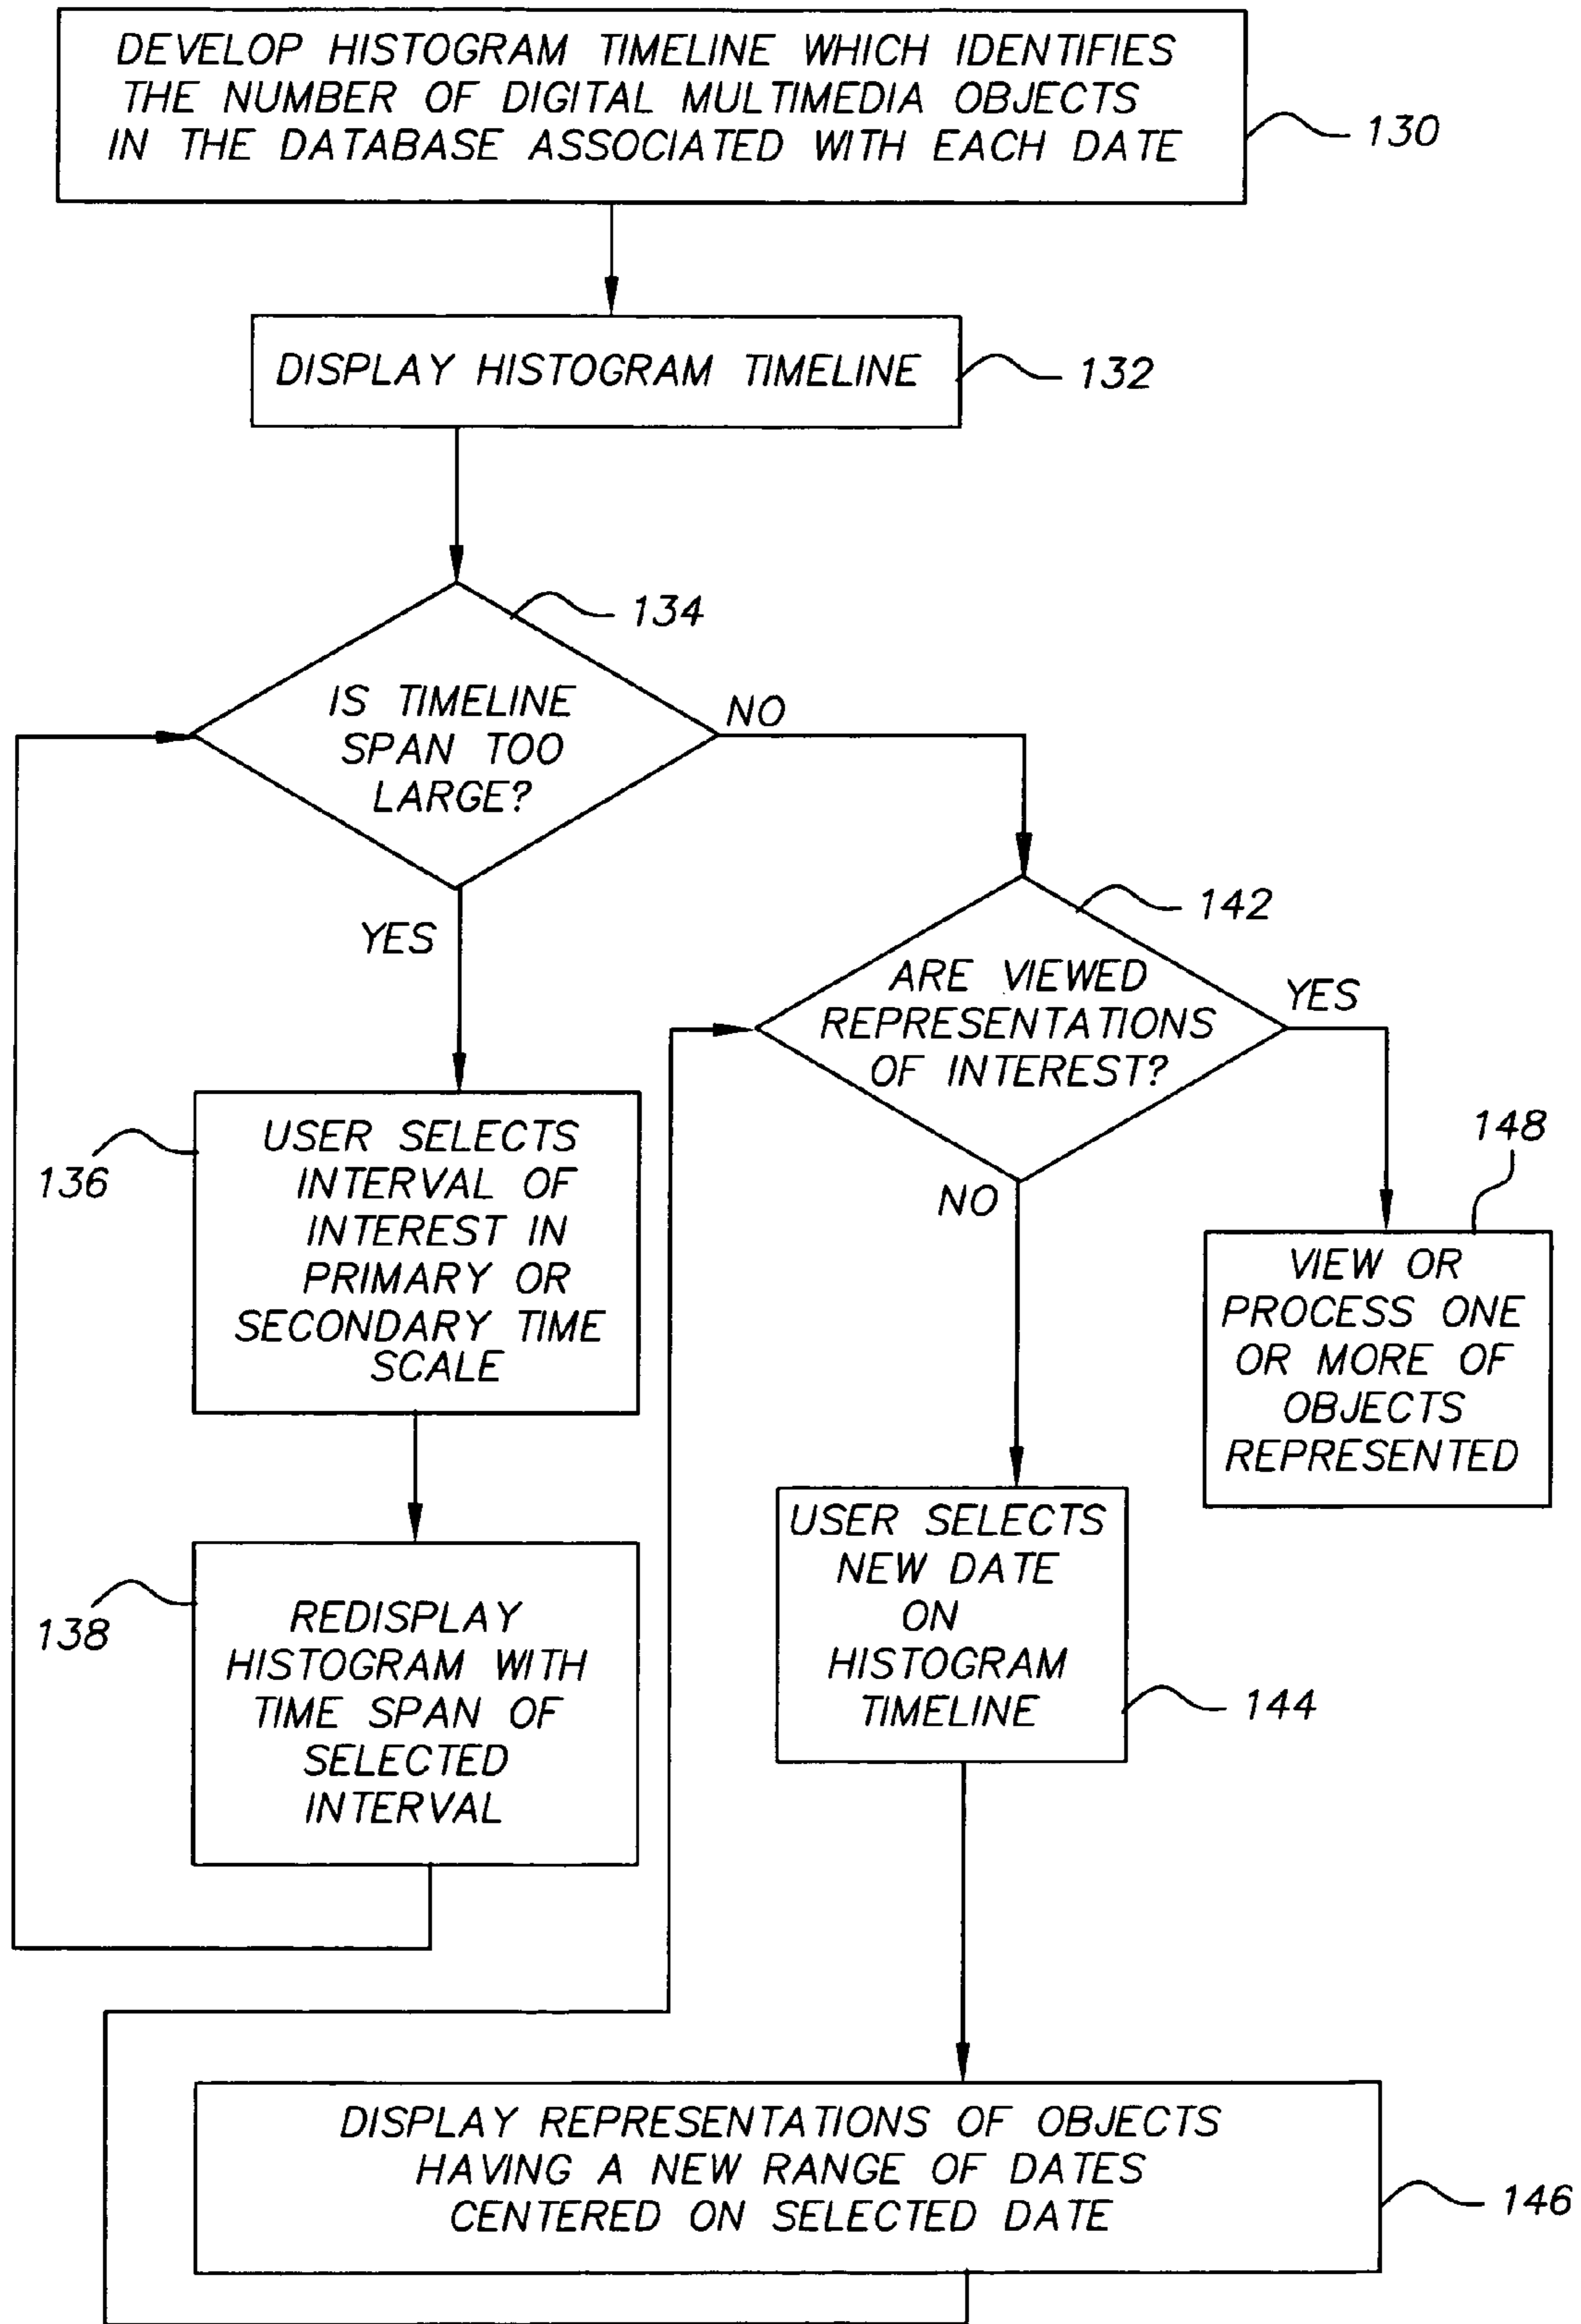 DEVELOP HISTOGRAM TIMELINE WHICH IDENTIFIES
THE NUMBER OF DIGITAL MULTIMEDIA OBJECTS
IN THE DATABASE ASSOCIATED WITH EACH DATE
130
DISPLAY HISTOGRAM TIMELINE
132
134
IS TIMELINE
SPAN TOO
LARGE?
NO
YES
142
ARE VIEWED
REPRESENTATIONS
OF INTEREST?
YES
NO
136
USER SELECTS
INTERVAL OF
INTEREST IN
PRIMARY OR
SECONDARY TIME
SCALE
148
VIEW OR
PROCESS ONE
OR MORE OF
OBJECTS
REPRESENTED
138
REDISPLAY
HISTOGRAM WITH
TIME SPAN OF
SELECTED
INTERVAL
USER SELECTS
NEW DATE
ON
HISTOGRAM
TIMELINE
144
DISPLAY REPRESENTATIONS OF OBJECTS
HAVING A NEW RANGE OF DATES
CENTERED ON SELECTED DATE
146